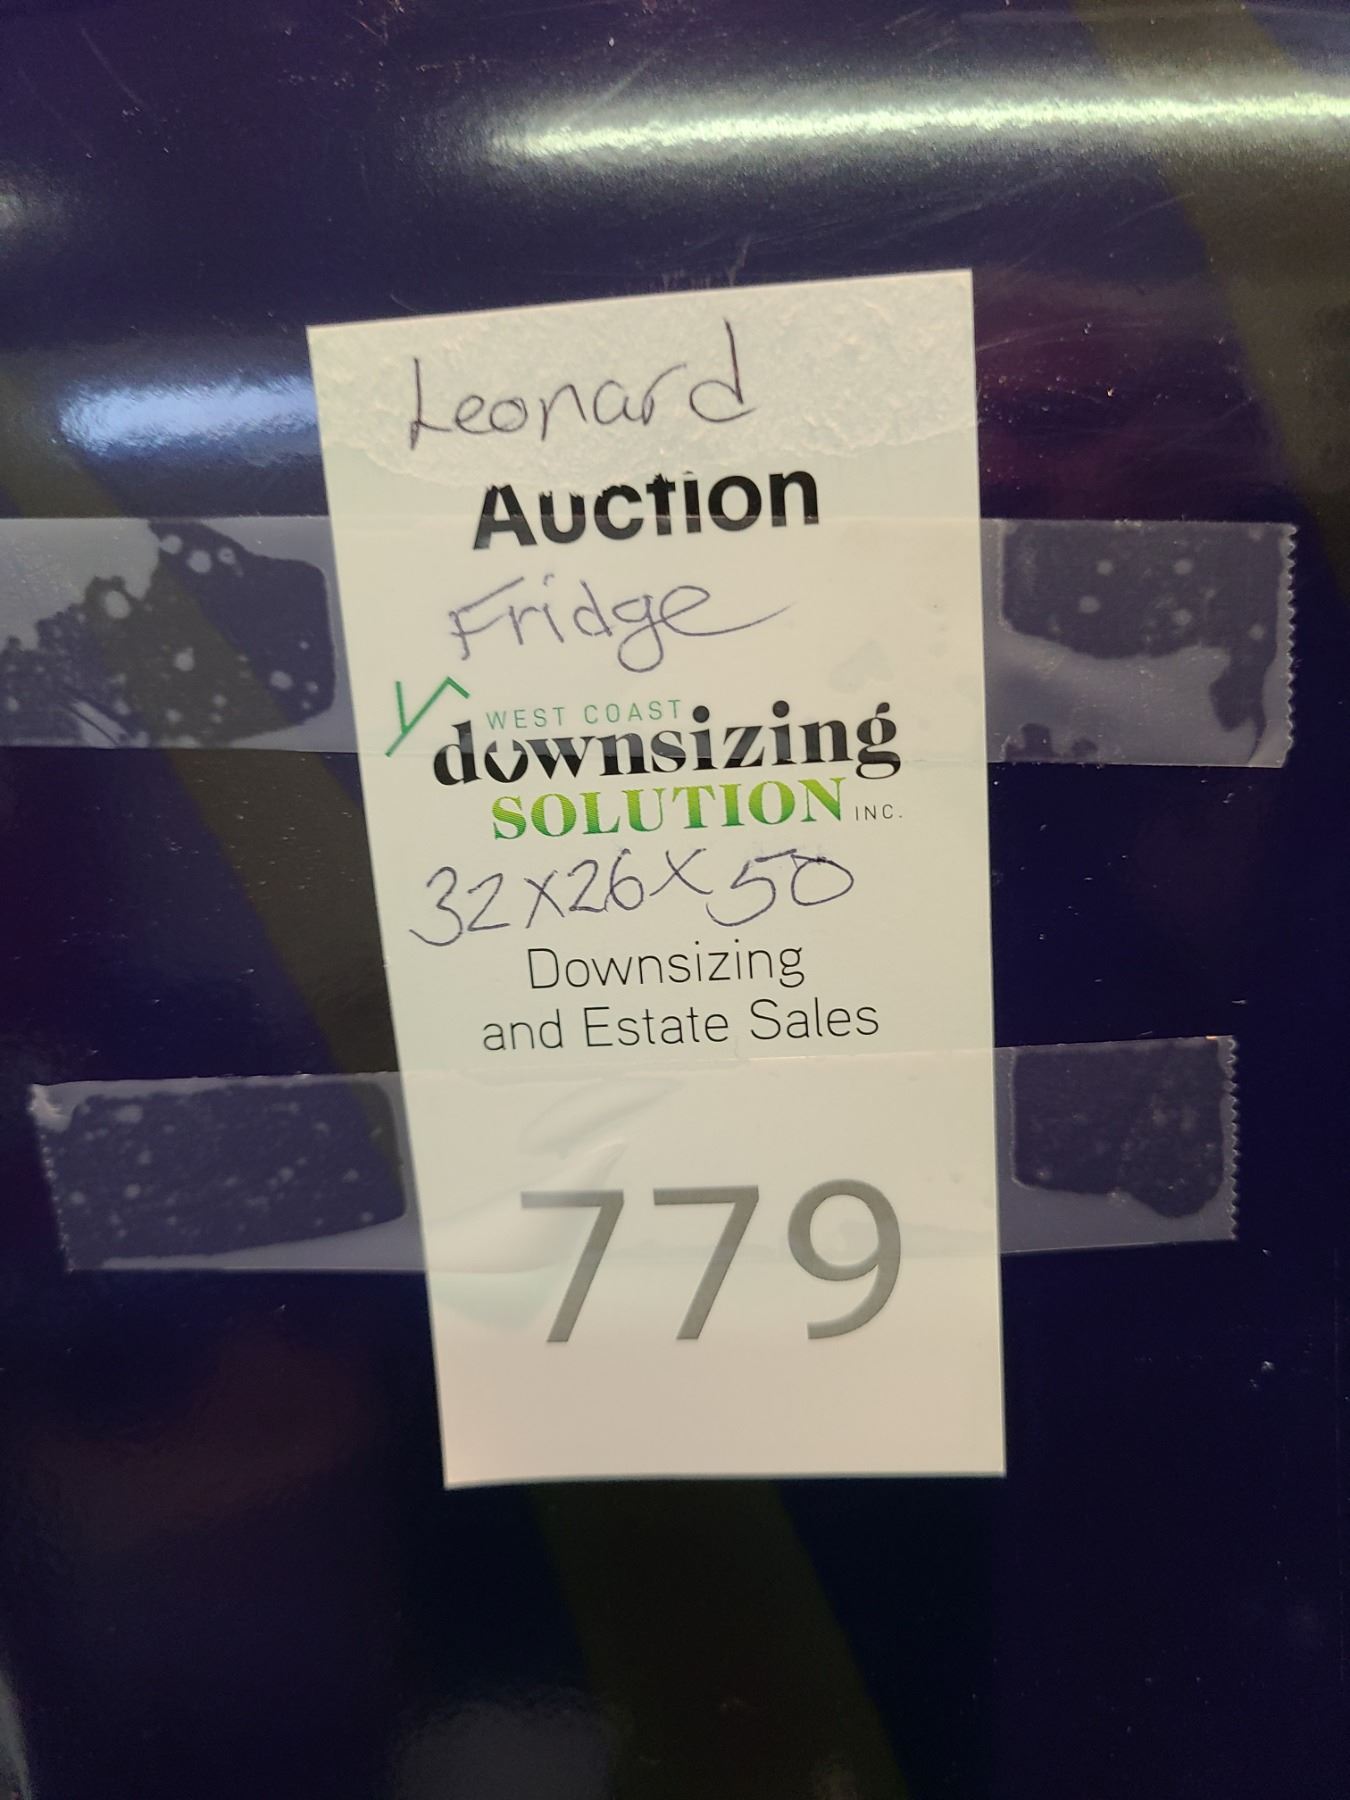 Leonard
Auction
Fridge
WEST COAST
downsizing
SOLUTION INC.
32x26x50
Downsizing
and Estate Sales
779